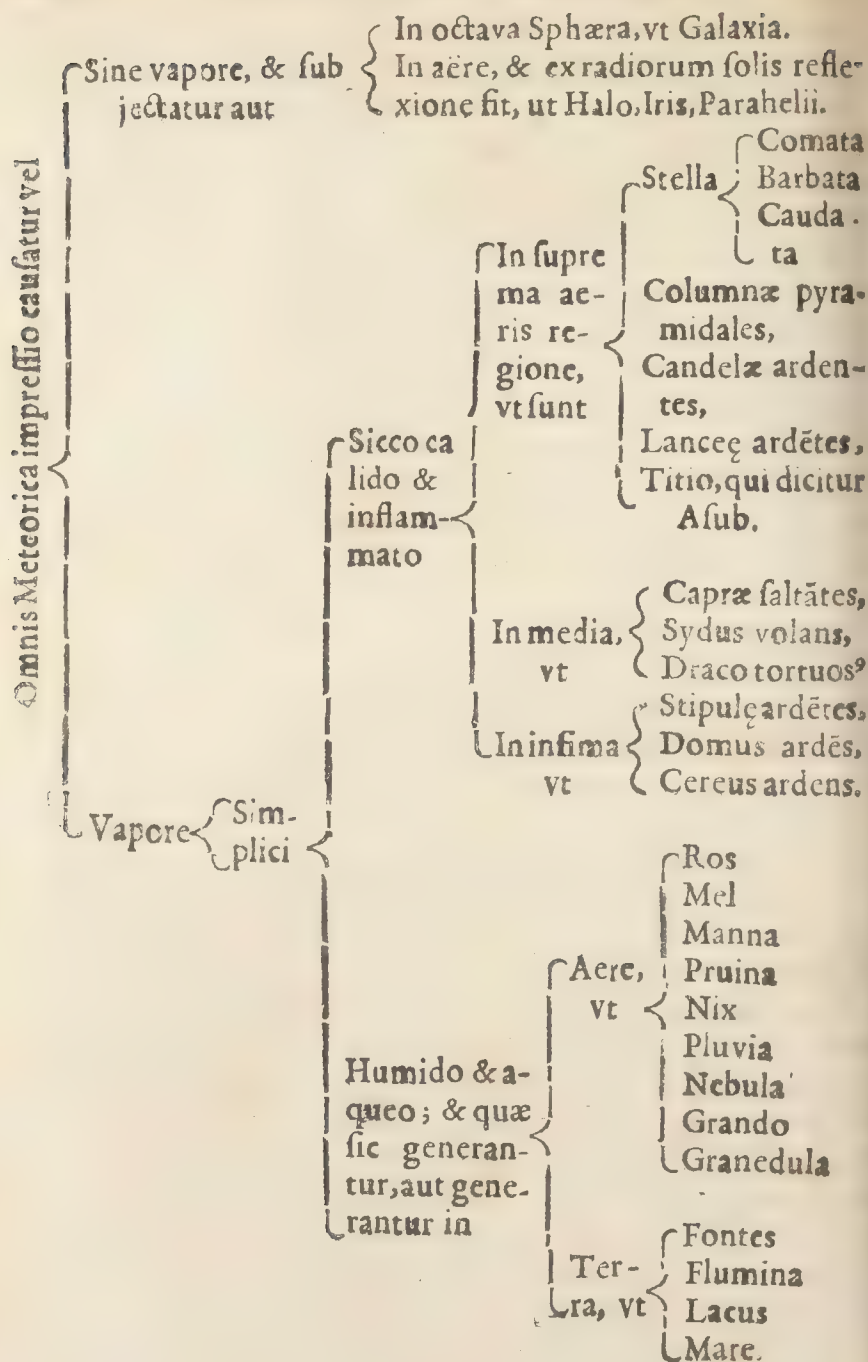 Omnis Meteorica impreſſio cauſatur vel
Sine vapore, & ſub
jectatur aut
In octava Sphæra, vt Galaxia.
In aëre, & ex radiorum ſolis refle-
xione fit, ut Halo, Iris, Parahelii.
Vapore
Sim-
plici
Sicco ca
lido &
inflam-
mato
In ſupre
ma ae-
ris re-
gione,
vt ſunt
Stella
Comata
Barbata
Cauda.
ta
Columnæ pyra-
midales,
Candelæ arden-
tes,
Lanceę ardētes,
Titio, qui dicitur
Aſub.
In media,
vt
Capræ ſaltātes,
Sydus volans,
Draco tortuosꝰ
In infima
vt
Stipulę ardētes,
Domus ardēs,
Cereus ardens.
Humido & a-
queo; & quæ
ſic generan-
tur, aut gene-
rantur in
Aere,
vt
Ros
Mel
Manna
Pruina
Nix
Pluvia
Nebula
Grando
Granedula
Ter-
ra, vt
Fontes
Flumina
Lacus
Mare.